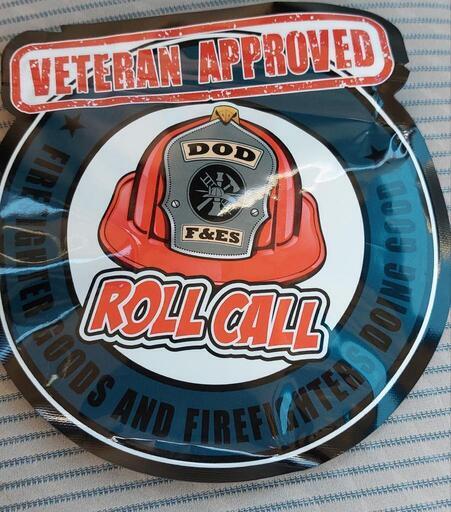 VETERAN APPROVED
DOD
F&ES
ROLL CALL
FIREFIGHTER GOODS AND FIREFIGHTERS DOING GOOD